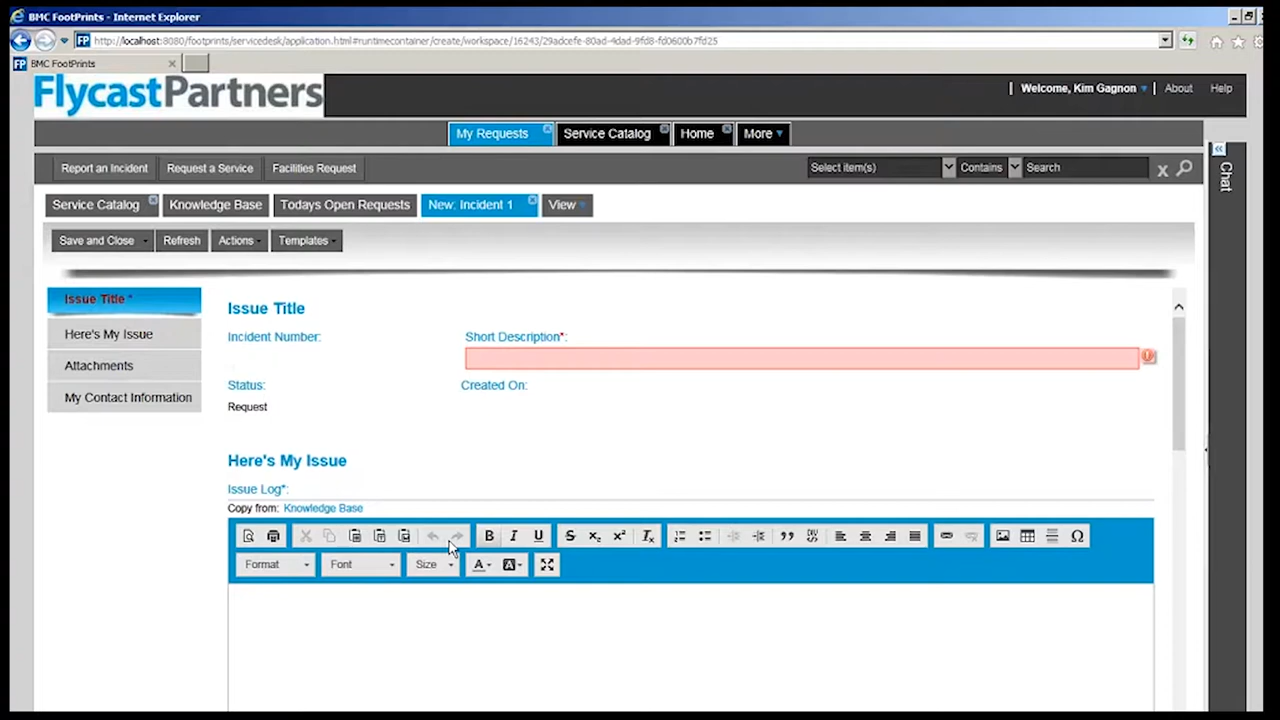 BMC FootPrints - Internet Explorer
FP http://localhost:8080/footprints/servicedesk/application.html#runtimecontainer/create/workspace/16243/29adcefe-80ad-4dad-9fd8-fd0600b7fd25
FP BMC FootPrints
FlycastPartners
Welcome, Kim Gagnon About Help
My Requests Service Catalog Home More
Report an Incident Request a Service Facilities Request Select item(s) Contains Search
Chat
Service Catalog Knowledge Base Todays Open Requests New: Incident 1 View
Save and Close Refresh Actions Templates
Issue Title *
Here's My Issue
Attachments
My Contact Information
Issue Title
Incident Number: Short Description*:
Status: Created On:
Request
Here's My Issue
Issue Log*:
Copy from: Knowledge Base
Format Font Size